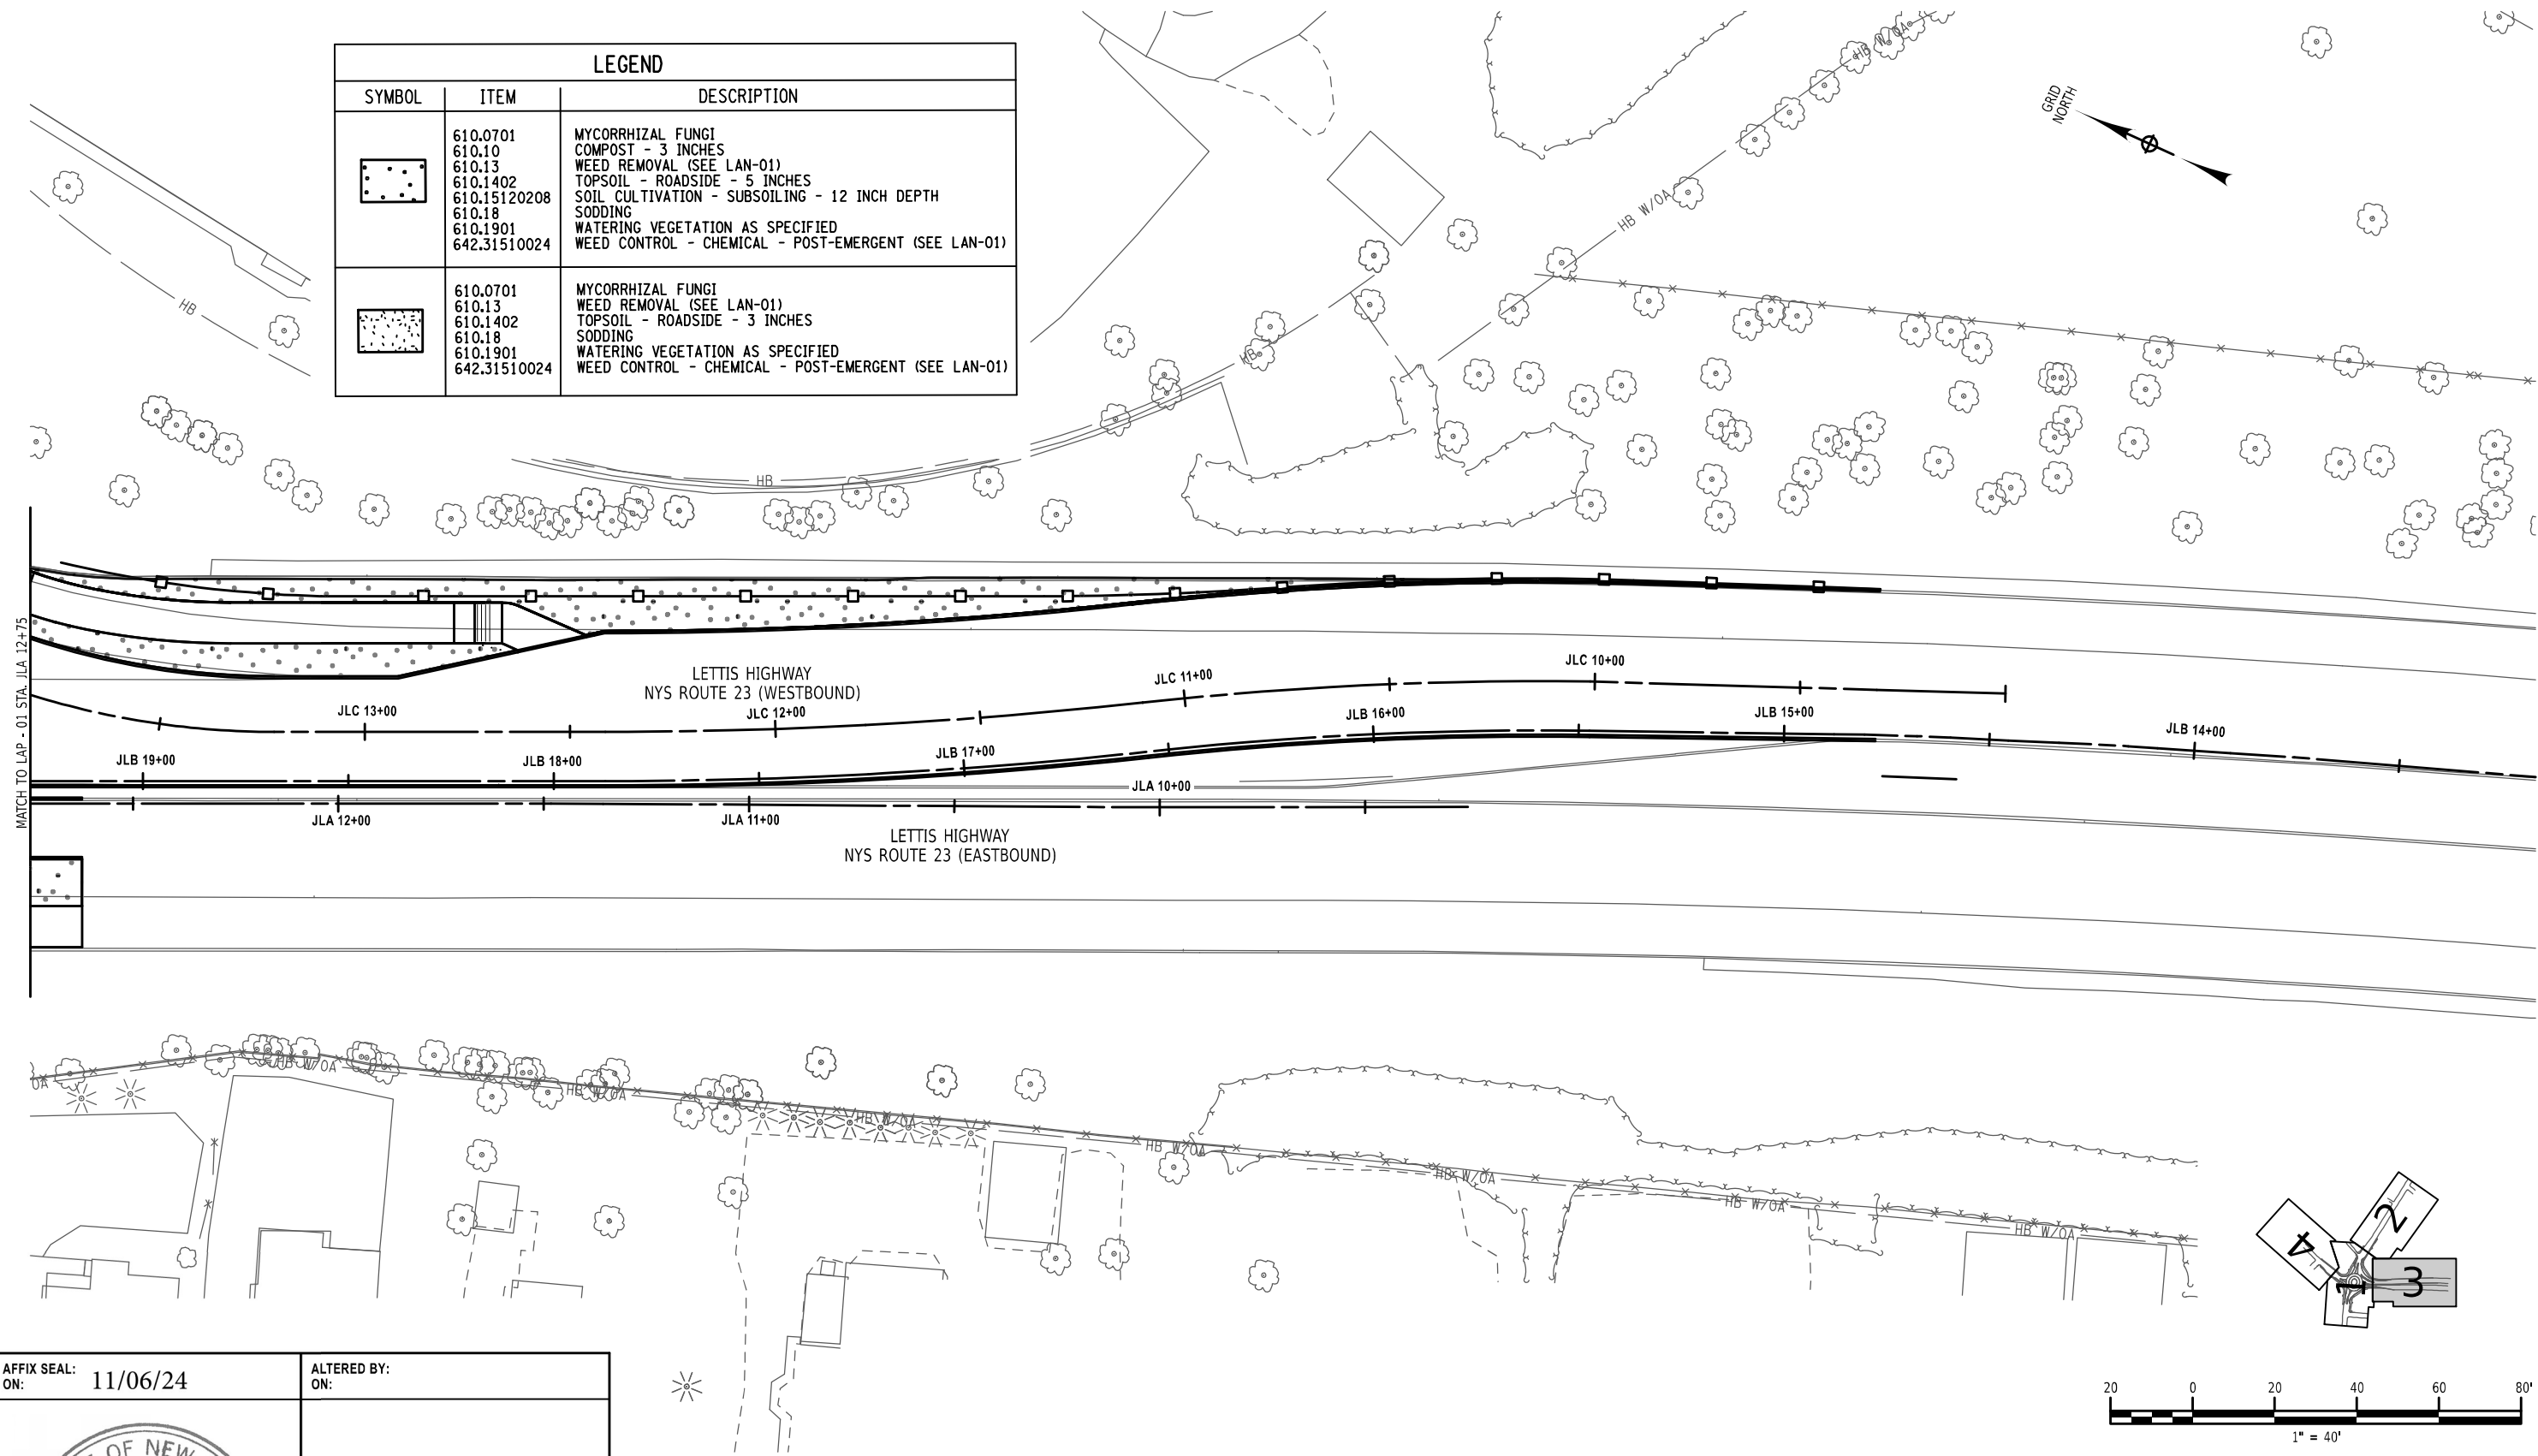 LEGEND
SYMBOL ITEM DESCRIPTION
610.0701 MYCORRHIZAL FUNGI
610.10 COMPOST - 3 INCHES
610.13 WEED REMOVAL (SEE LAN-01)
610.1402 TOPSOIL - ROADSIDE - 5 INCHES
610.15120208 SOIL CULTIVATION - SUBSOILING - 12 INCH DEPTH
610.18 SODDING
610.1901 WATERING VEGETATION AS SPECIFIED
642.31510024 WEED CONTROL - CHEMICAL - POST-EMERGENT (SEE LAN-01)
610.0701 MYCORRHIZAL FUNGI
610.13 WEED REMOVAL (SEE LAN-01)
610.1402 TOPSOIL - ROADSIDE - 3 INCHES
610.18 SODDING
610.1901 WATERING VEGETATION AS SPECIFIED
642.31510024 WEED CONTROL - CHEMICAL - POST-EMERGENT (SEE LAN-01)
HB W/OA
GRID
NORTH
HB W/OA
HB
HB
HB
MATCH TO LAP - 01 STA. JLA 12+75
LETTIS HIGHWAY
NYS ROUTE 23 (WESTBOUND)
JLC 10+00
JLC 11+00
JLC 12+00
JLC 13+00
JLB 14+00
JLB 15+00
JLB 16+00
JLB 17+00
JLB 18+00
JLB 19+00
JLA 10+00
JLA 11+00
JLA 12+00
LETTIS HIGHWAY
NYS ROUTE 23 (EASTBOUND)
OA
HB W/OA
HB W/OA
HB W/OA
HB W/OA
HB W/OA
HB W/OA
HB W/OA
2
4
1
3
AFFIX SEAL:
ON: 11/06/24
ALTERED BY:
ON:
OF NEW
20 0 20 40 60 80'
1" = 40'